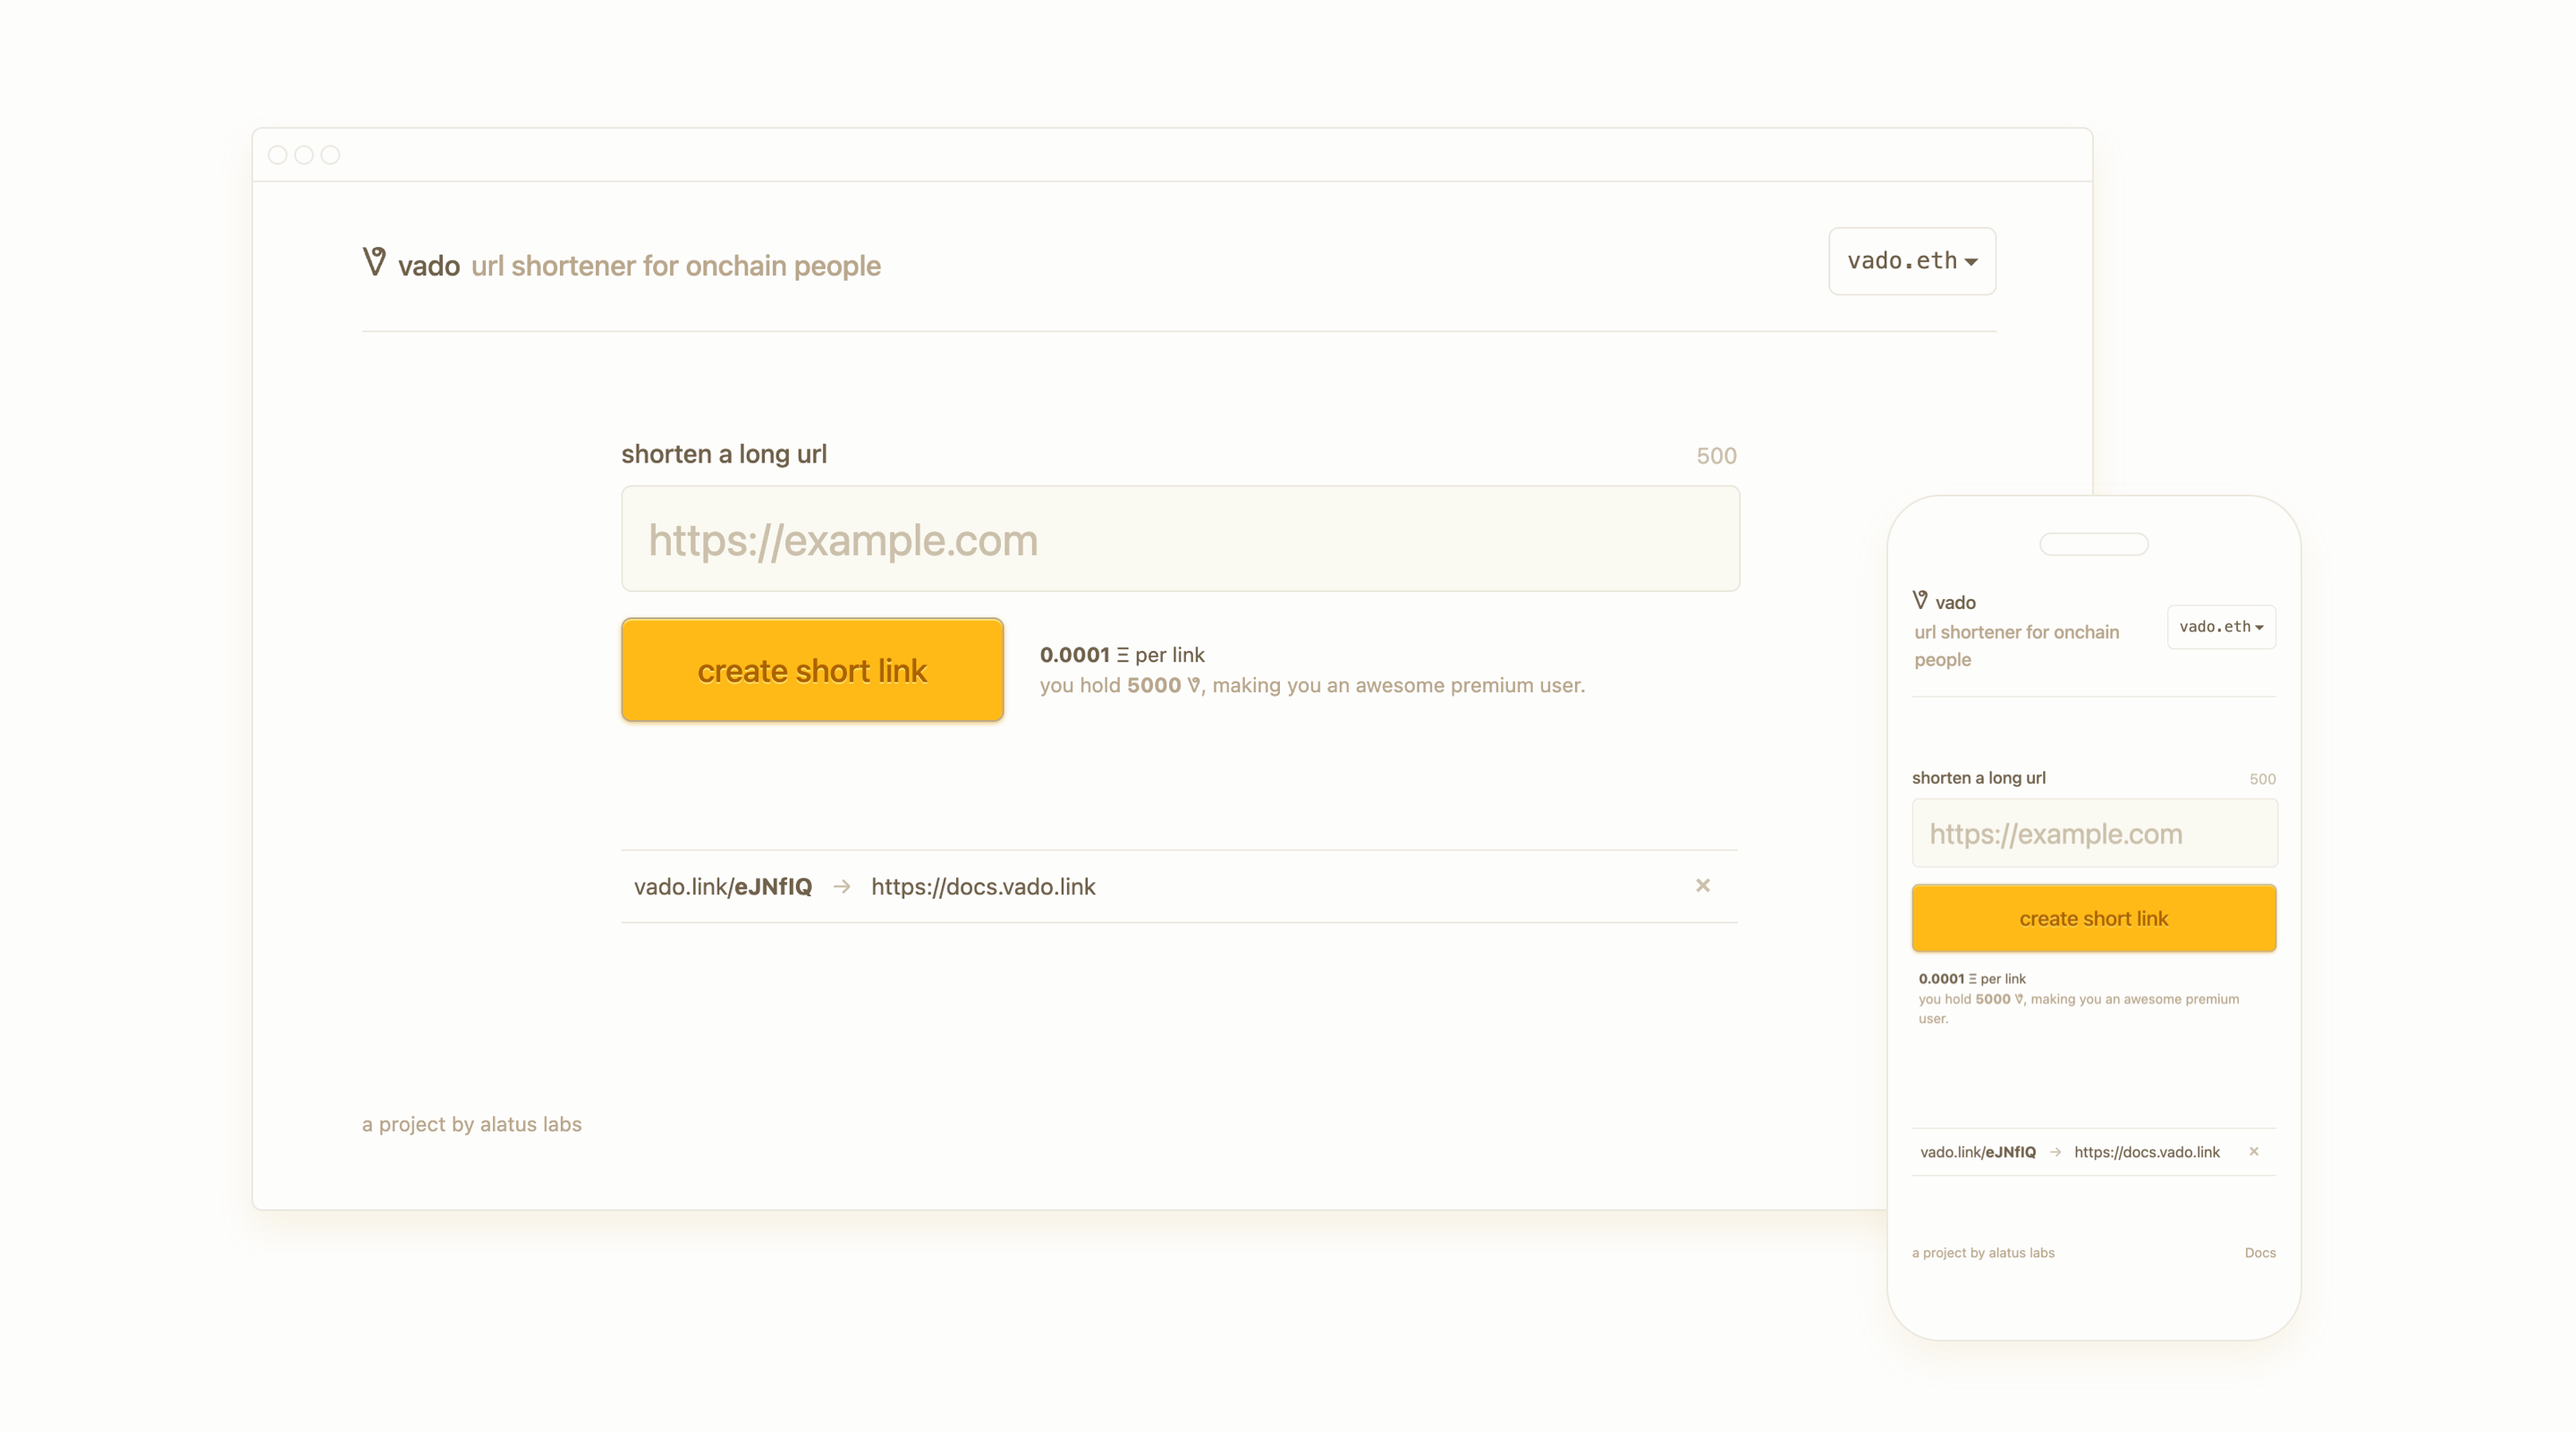 vado url shortener for onchain people
vado.eth
shorten a long url
500
https://example.com
create short link
0.0001 Ξ per link
you hold 5000 , making you an awesome premium user.
vado.link/eJNfIQ → https://docs.vado.link ×
a project by alatus labs
vado
url shortener for onchain
people
vado.eth
shorten a long url
500
https://example.com
create short link
0.0001 Ξ per link
you hold 5000 , making you an awesome premium
user.
vado.link/eJNfIQ → https://docs.vado.link ×
a project by alatus labs
Docs